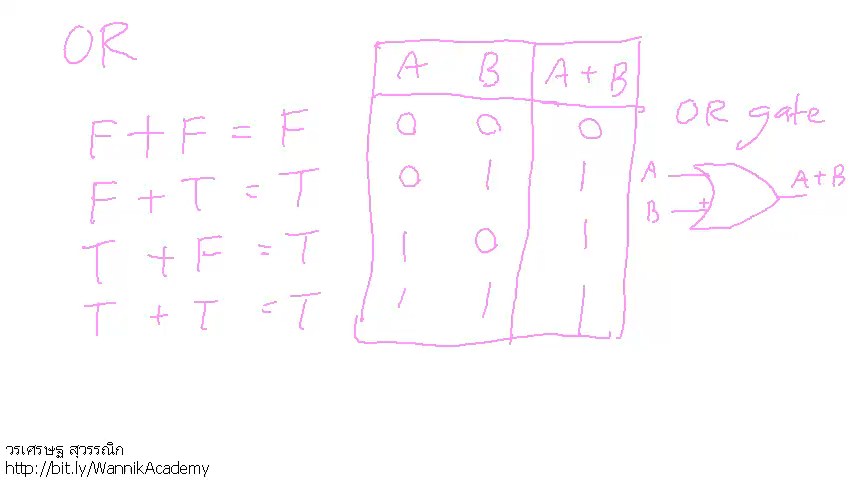 OR
F + F = F
F + T = T
T + F = T
T + T = T
A B A + B
0 0 0
0 1 1
1 0 1
1 1 1
OR gate
A
B
+
A + B
วรเศรษฐ สุวรรณิก
http://bit.ly/WannikAcademy